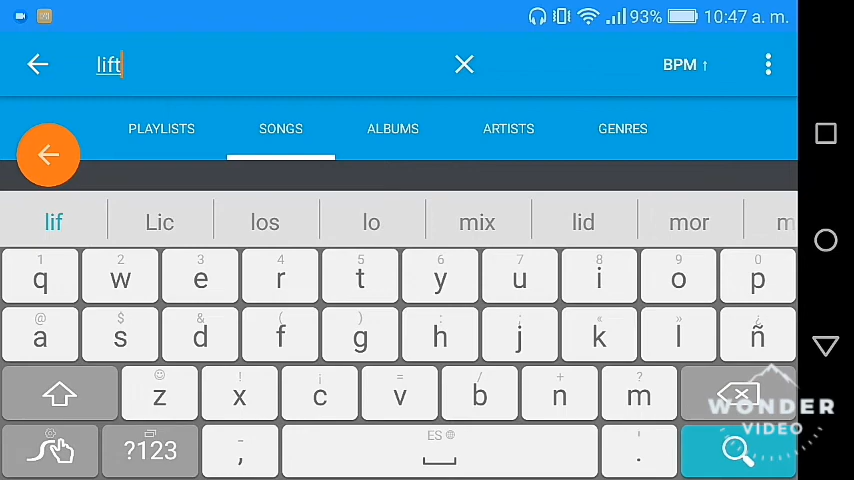 93% 10:47 a. m.
lift BPM ↑
PLAYLISTS SONGS ALBUMS ARTISTS GENRES
lif Lic los lo mix lid mor m
1 2 3 4 5 6 7 8 9 0
q w e r t y u i o p
@ # & ( ) : ; " « » ¿
a s d f g h j k l ñ
! ¡ = / + ?
z x c v b n m
?123 - , ES ' .
WONDER
VIDEO